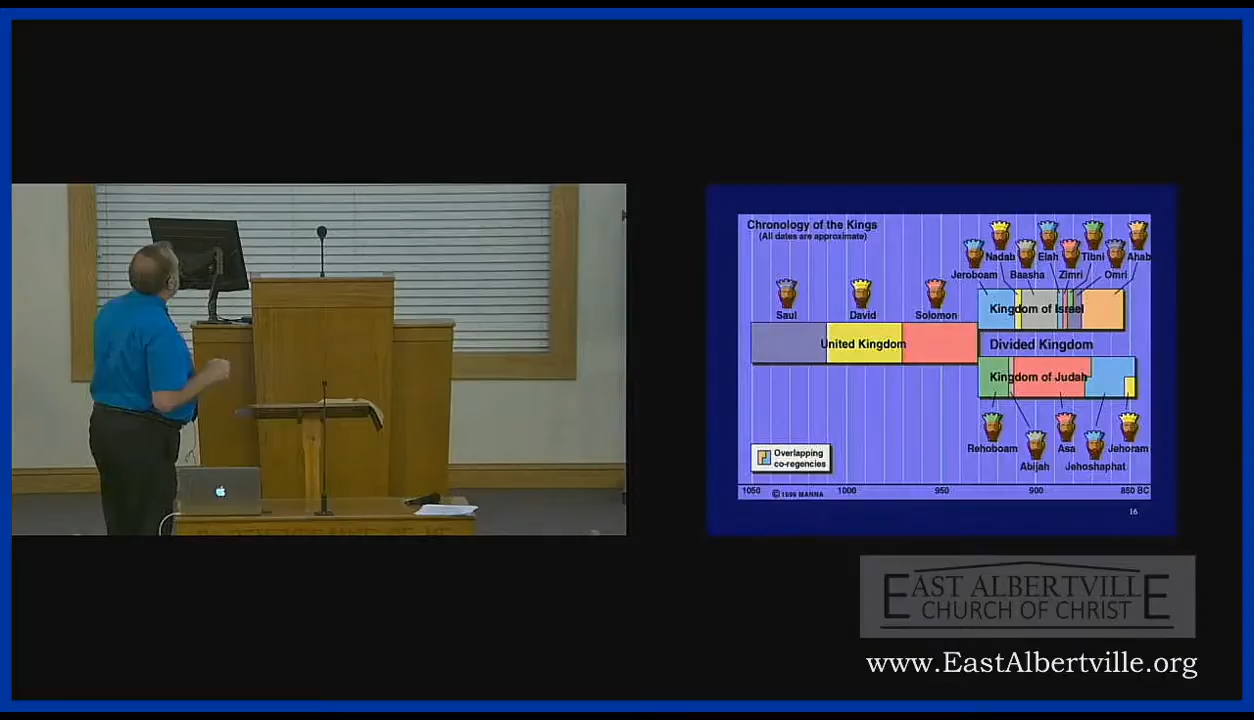 Chronology of the Kings
(All dates are approximate)
Nadab
Elah
Tibni
Ahab
Jeroboam
Baasha
Zimri
Omri
Saul
David
Solomon
Kingdom of Israel
United Kingdom
Divided Kingdom
Kingdom of Judah
Rehoboam
Asa
Jehoram
Abijah
Jehoshaphat
Overlapping
co-regencies
1050
© 1996 MANNA
1000
950
900
850 BC
16
EAST ALBERTVILLE
CHURCH OF CHRIST
www.EastAlbertville.org